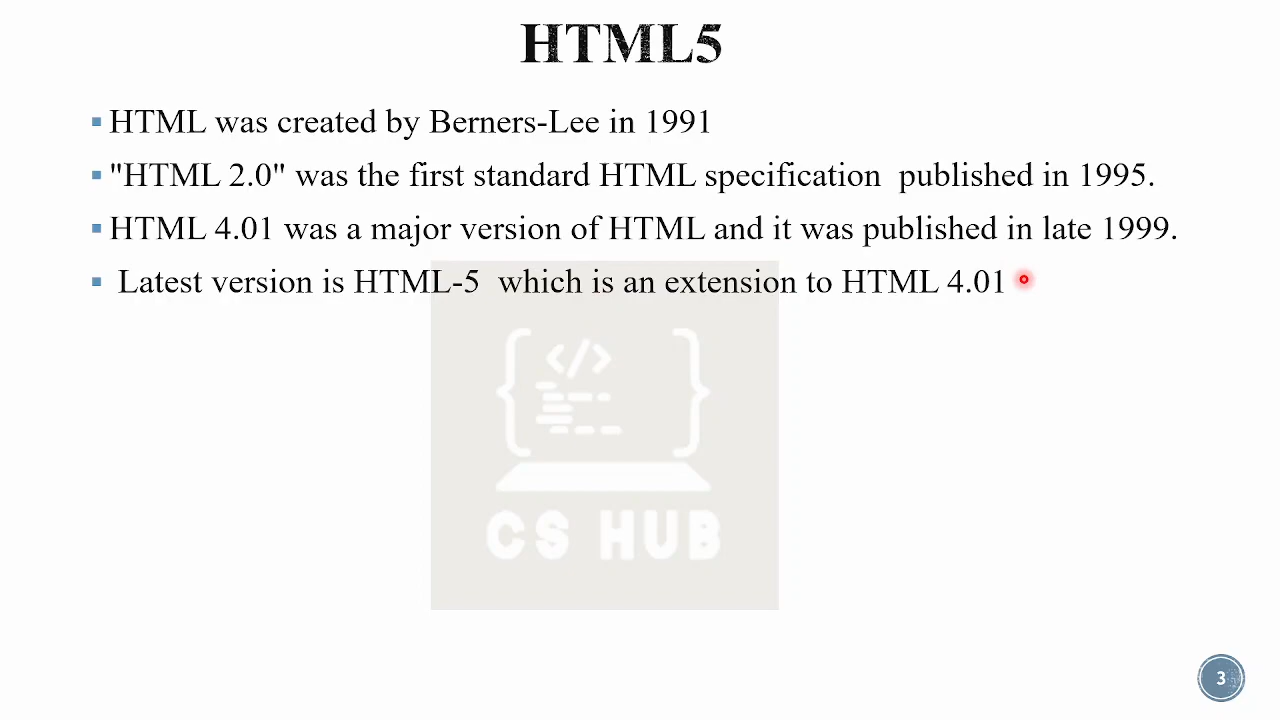 HTML5
HTML was created by Berners-Lee in 1991
"HTML 2.0" was the first standard HTML specification published in 1995.
HTML 4.01 was a major version of HTML and it was published in late 1999.
Latest version is HTML-5 which is an extension to HTML 4.01
</>
CS HUB
3